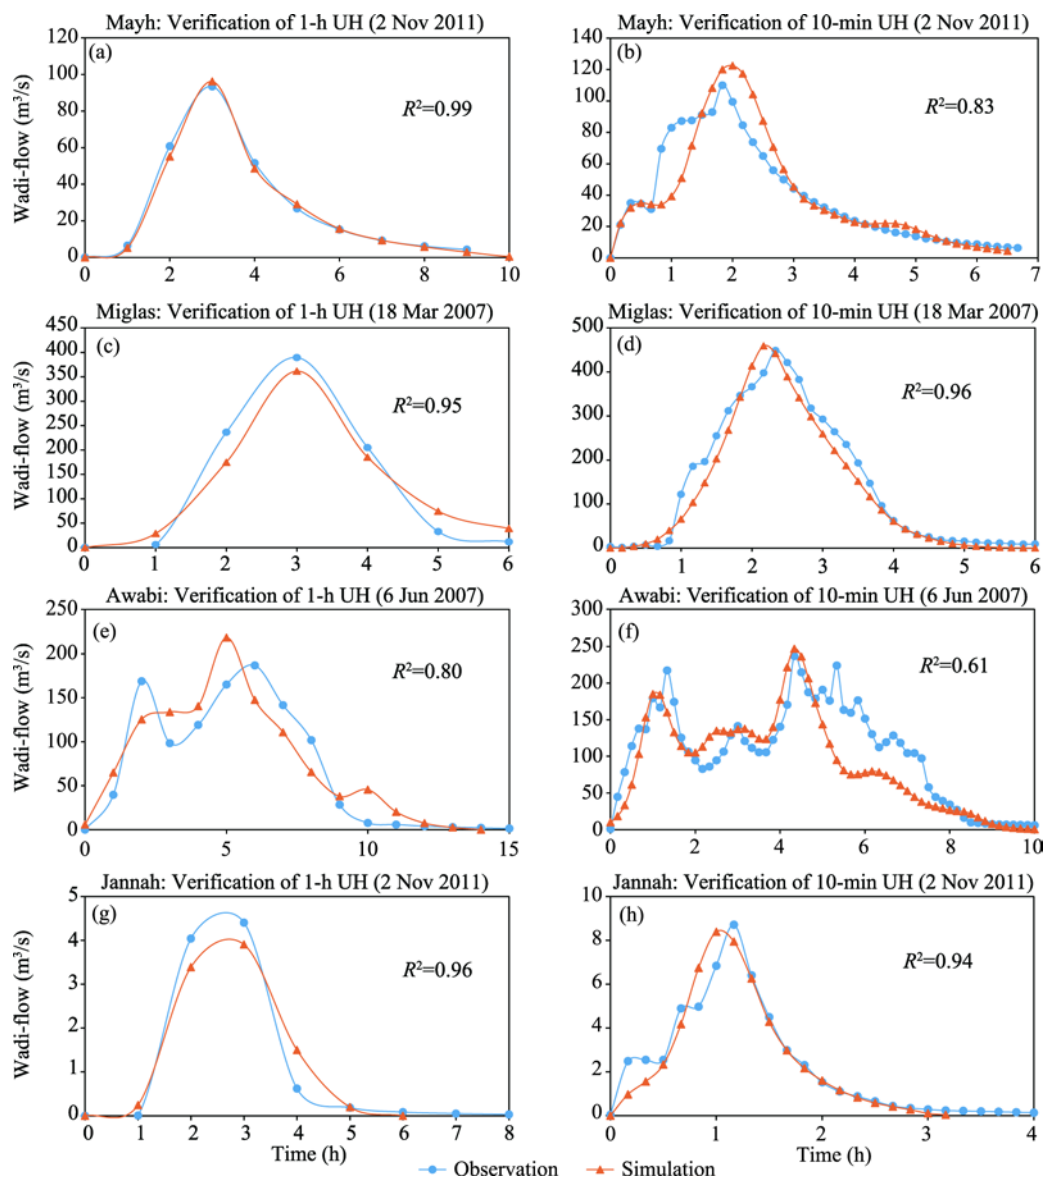 Mayh: Verification of 1-h UH (2 Nov 2011)
Wadi-flow (m³/s)
120
100
80
60
40
20
0
(a)
R²=0.99
0 2 4 6 8 10
Mayh: Verification of 10-min UH (2 Nov 2011)
140
120
100
80
60
40
20
0
(b)
R²=0.83
0 1 2 3 4 5 6 7
Miglas: Verification of 1-h UH (18 Mar 2007)
Wadi-flow (m³/s)
450
400
350
300
250
200
150
100
50
0
(c)
R²=0.95
0 1 2 3 4 5 6
Miglas: Verification of 10-min UH (18 Mar 2007)
500
400
300
200
100
0
(d)
R²=0.96
0 1 2 3 4 5 6
Awabi: Verification of 1-h UH (6 Jun 2007)
Wadi-flow (m³/s)
250
200
150
100
50
0
(e)
R²=0.80
0 5 10 15
Awabi: Verification of 10-min UH (6 Jun 2007)
300
250
200
150
100
50
0
(f)
R²=0.61
0 2 4 6 8 10
Jannah: Verification of 1-h UH (2 Nov 2011)
Wadi-flow (m³/s)
5
4
3
2
1
0
(g)
R²=0.96
0 1 2 3 4 5 6 7 8
Time (h)
Jannah: Verification of 10-min UH (2 Nov 2011)
10
8
6
4
2
0
(h)
R²=0.94
0 1 2 3 4
Time (h)
Observation Simulation